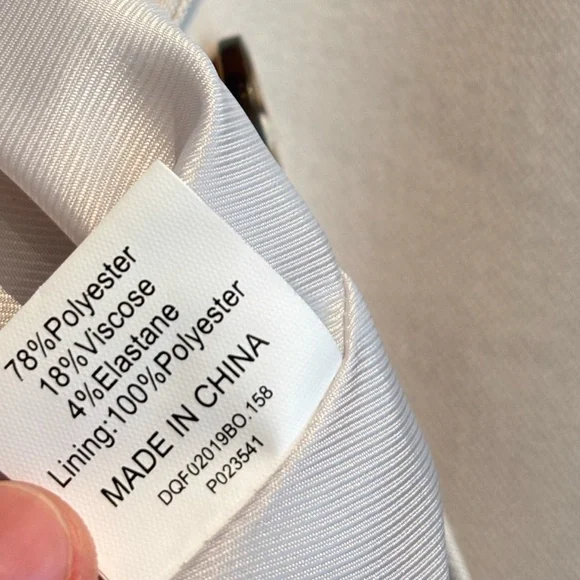 78%Polyester
18%Viscose
4%Elastane
Lining:100%Polyester
MADE IN CHINA
DQF02019BO.158
P023541